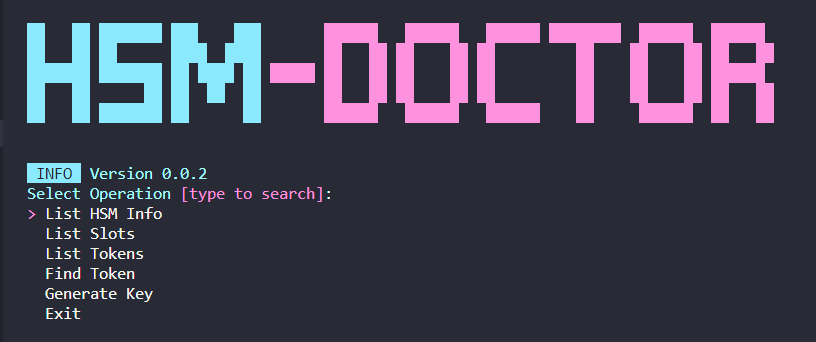 HSM-DOCTOR
INFO Version 0.0.2
Select Operation [type to search]:
> List HSM Info
List Slots
List Tokens
Find Token
Generate Key
Exit